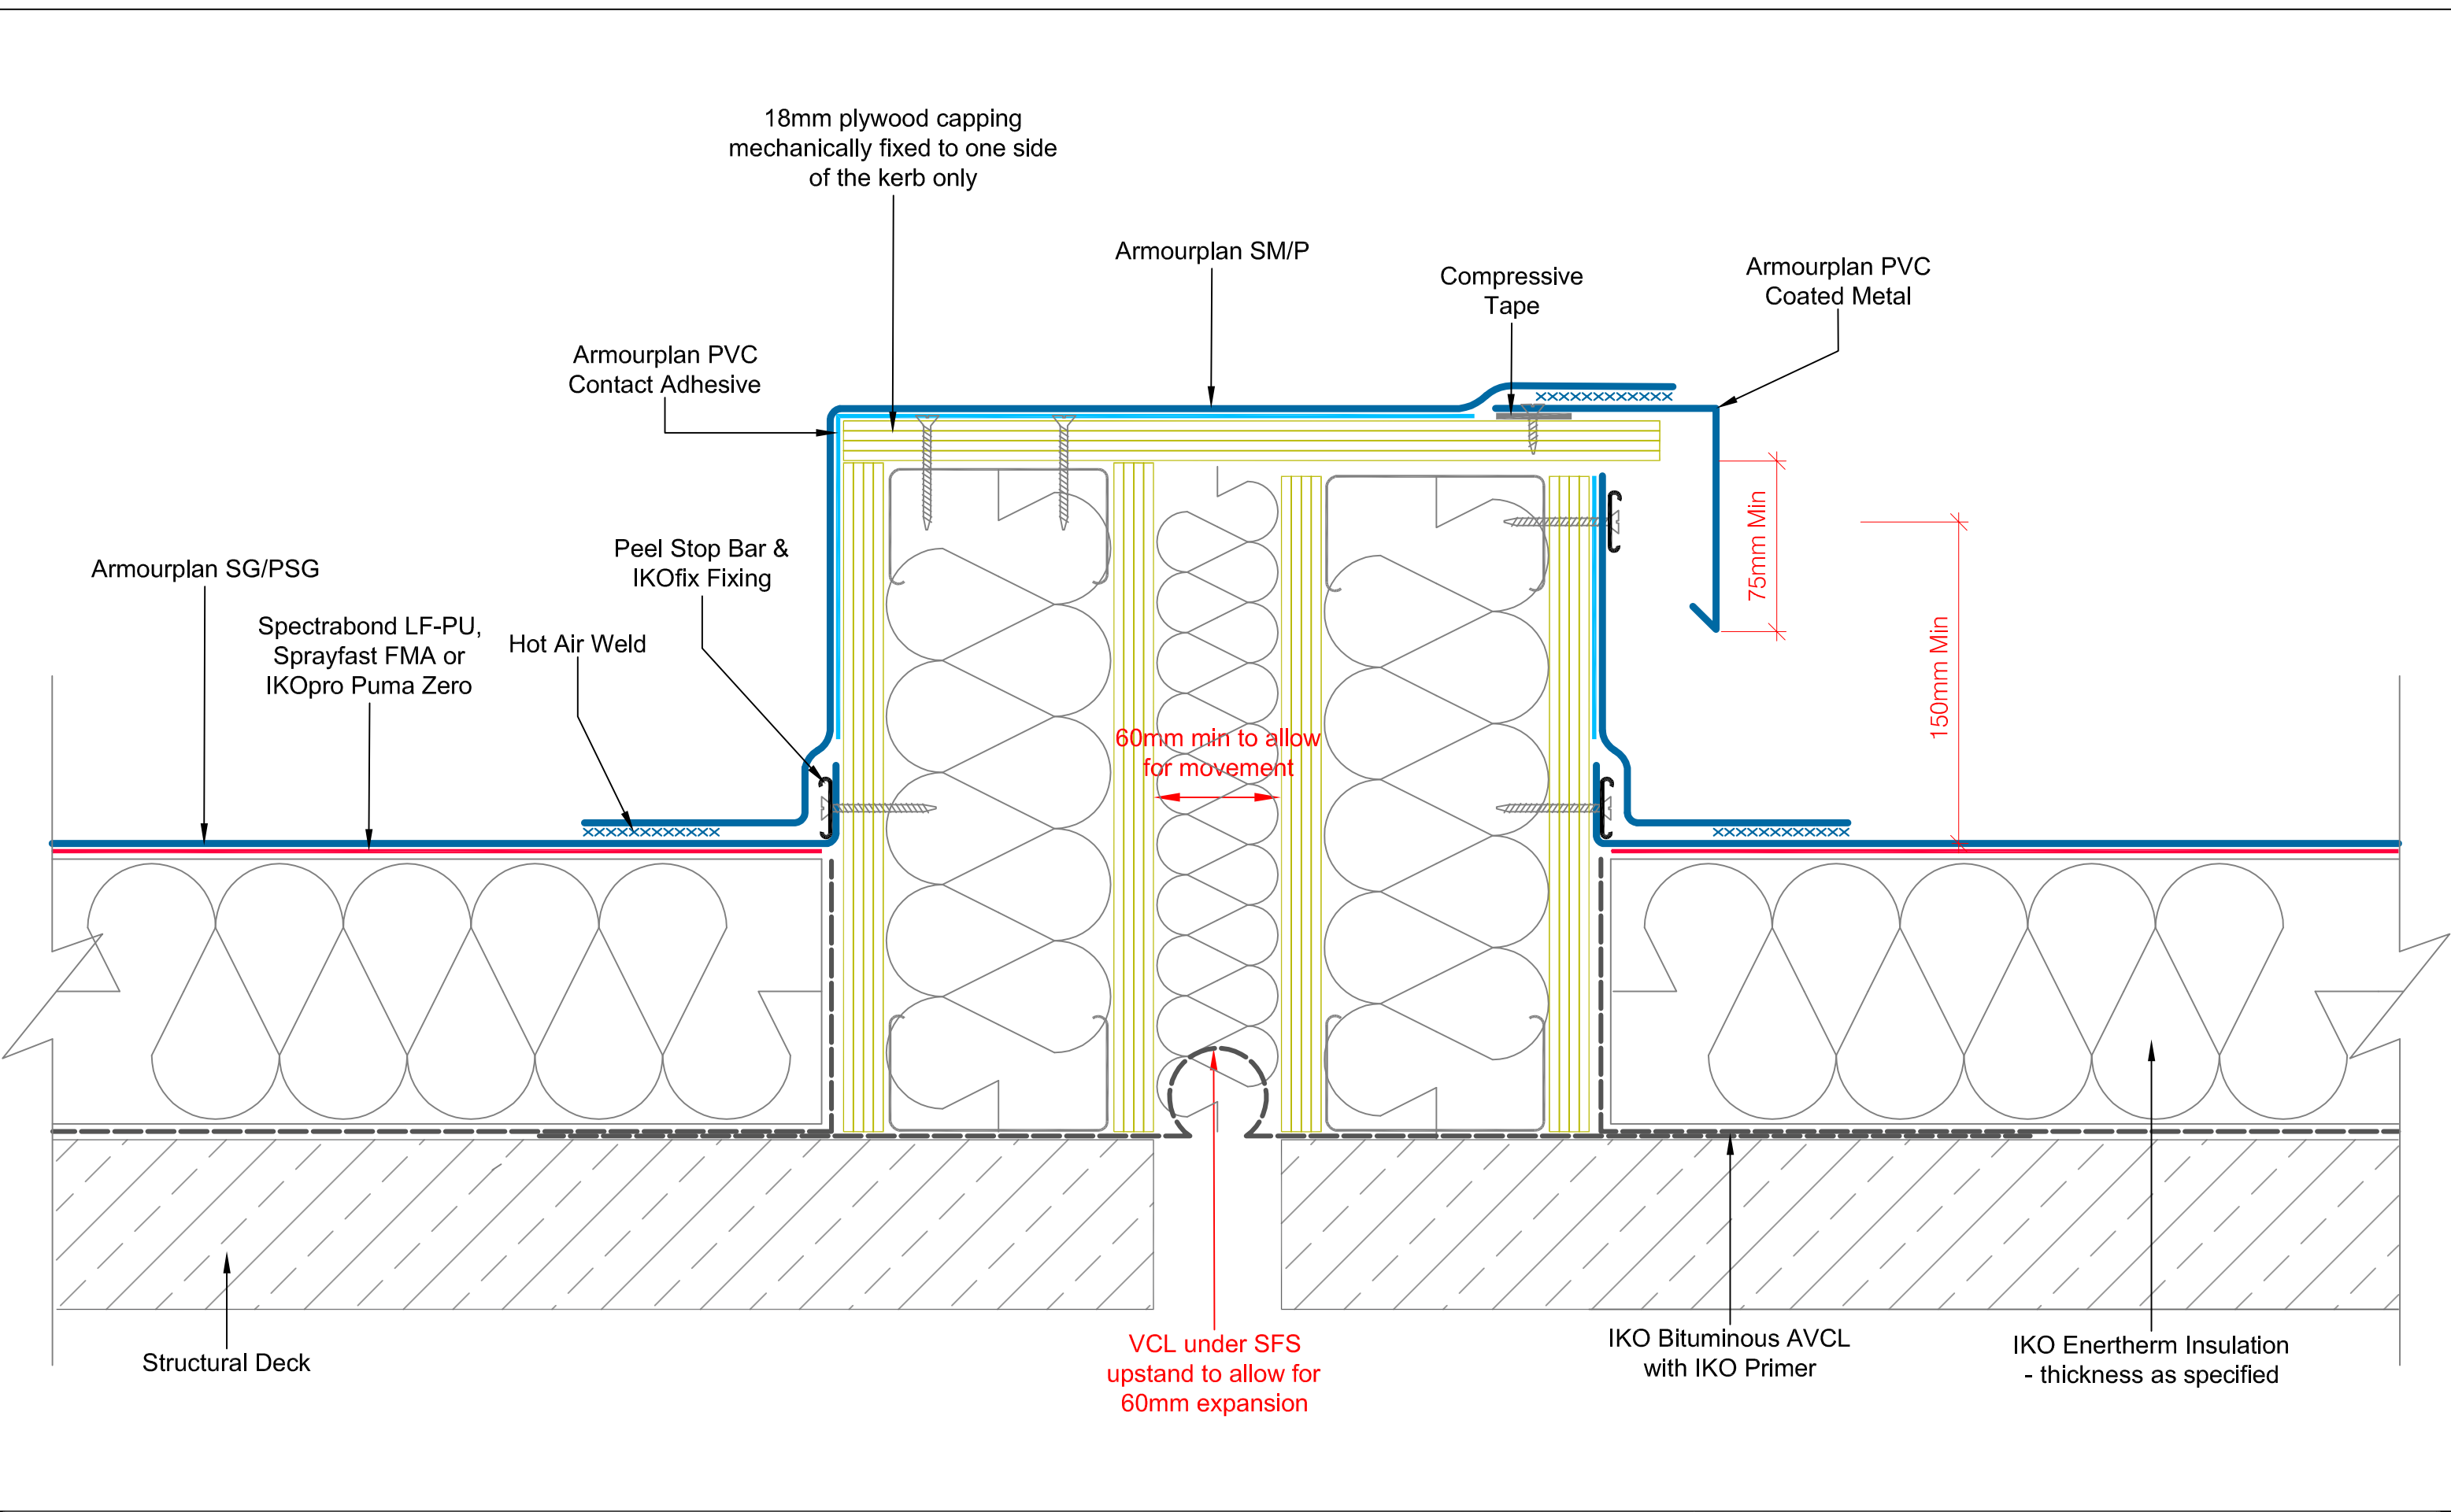 18mm plywood capping
mechanically fixed to one side
of the kerb only
Armourplan SM/P
Compressive
Tape
Armourplan PVC
Coated Metal
Armourplan PVC
Contact Adhesive
Peel Stop Bar &
IKOfix Fixing
Armourplan SG/PSG
Spectrabond LF-PU,
Sprayfast FMA or
IKOpro Puma Zero
Hot Air Weld
75mm Min
150mm Min
60mm min to allow
for movement
Structural Deck
VCL under SFS
upstand to allow for
60mm expansion
IKO Bituminous AVCL
with IKO Primer
IKO Enertherm Insulation
- thickness as specified